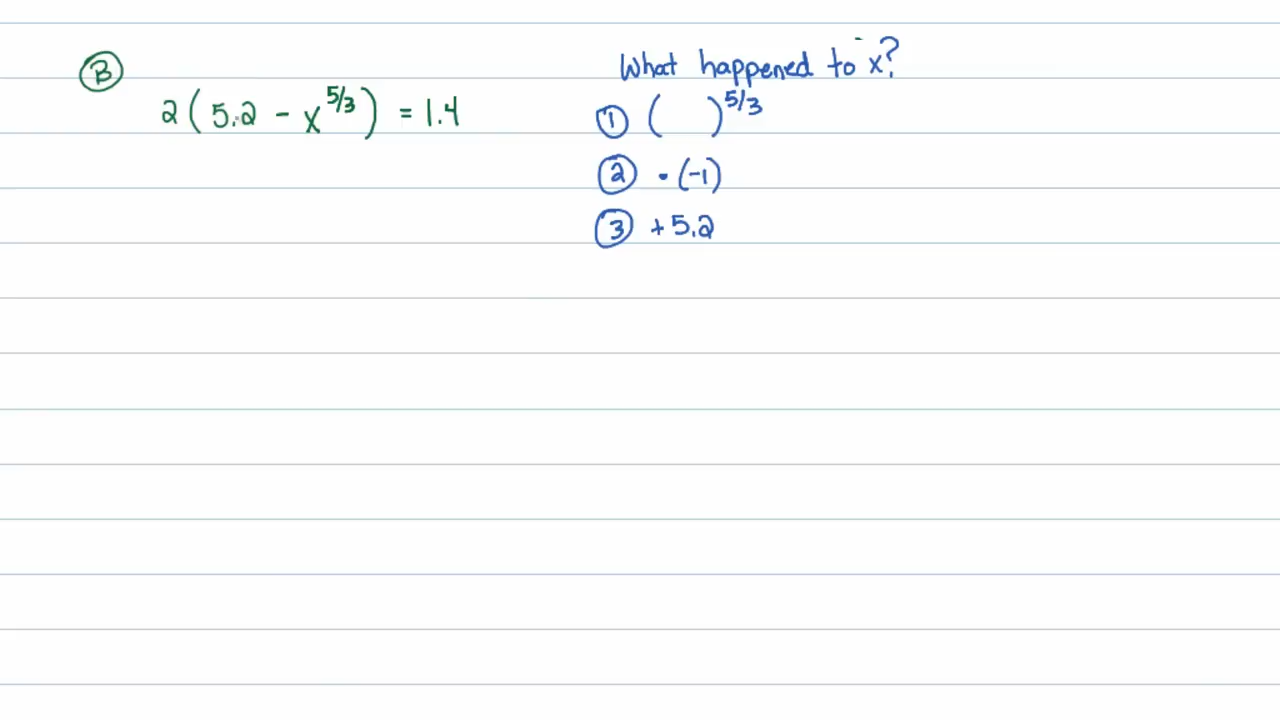 B
2 ( 5.2 - x^5/3 ) = 1.4
What happened to x?
① ( )^5/3
② • (-1)
③ + 5.2